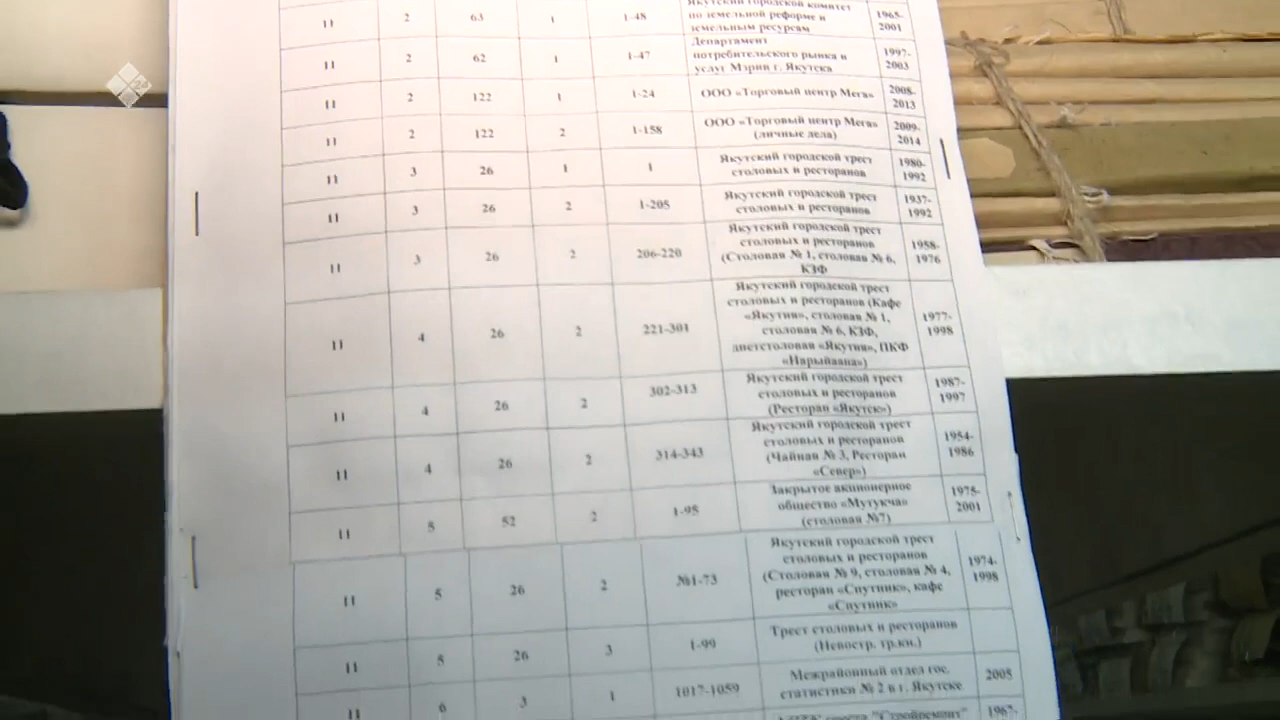 11 2 63 1 1-48 Якутский городской комитет
по земельной реформе и
земельным ресурсам 1965-
2001
11 2 62 1 1-47 Департамент
потребительского рынка и
услуг Мэрии г. Якутска 1997-
2003
11 2 122 1 1-24 ООО «Торговый центр Мега» 2008-
2013
11 2 122 2 1-158 ООО «Торговый центр Мега»
(личные дела) 2009-
2014
11 3 26 1 1 Якутский городской трест
столовых и ресторанов 1980-
1992
11 3 26 2 1-205 Якутский городской трест
столовых и ресторанов 1937-
1992
11 3 26 2 206-220 Якутский городской трест
столовых и ресторанов
(Столовая № 1, столовая № 6,
КЗФ 1958-
1976
11 4 26 2 221-301 Якутский городской трест
столовых и ресторанов (Кафе
«Якутия», столовая № 1,
столовая № 6, КЗФ,
диетстоловая «Якутия», ПКФ
«Нарыйаана») 1977-
1998
11 4 26 2 302-313 Якутский городской трест
столовых и ресторанов
(Ресторан «Якутск») 1987-
1997
11 4 26 2 314-343 Якутский городской трест
столовых и ресторанов
(Чайная № 3, Ресторан
«Север») 1954-
1986
11 5 52 2 1-95 Закрытое акционерное
общество «Мутукча»
(столовая №7) 1975-
2001
11 5 26 2 №1-73 Якутский городской трест
столовых и ресторанов
(Столовая № 9, столовая № 4,
ресторан «Спутник», кафе
«Спутник» 1974-
1998
11 5 26 3 1-99 Трест столовых и ресторанов
(Невостр. тр.кн.)
11 6 3 1 1017-1059 Межрайонный отдел гос.
статистики № 2 в г. Якутске 2005
треста "Стройремонт" 1967-